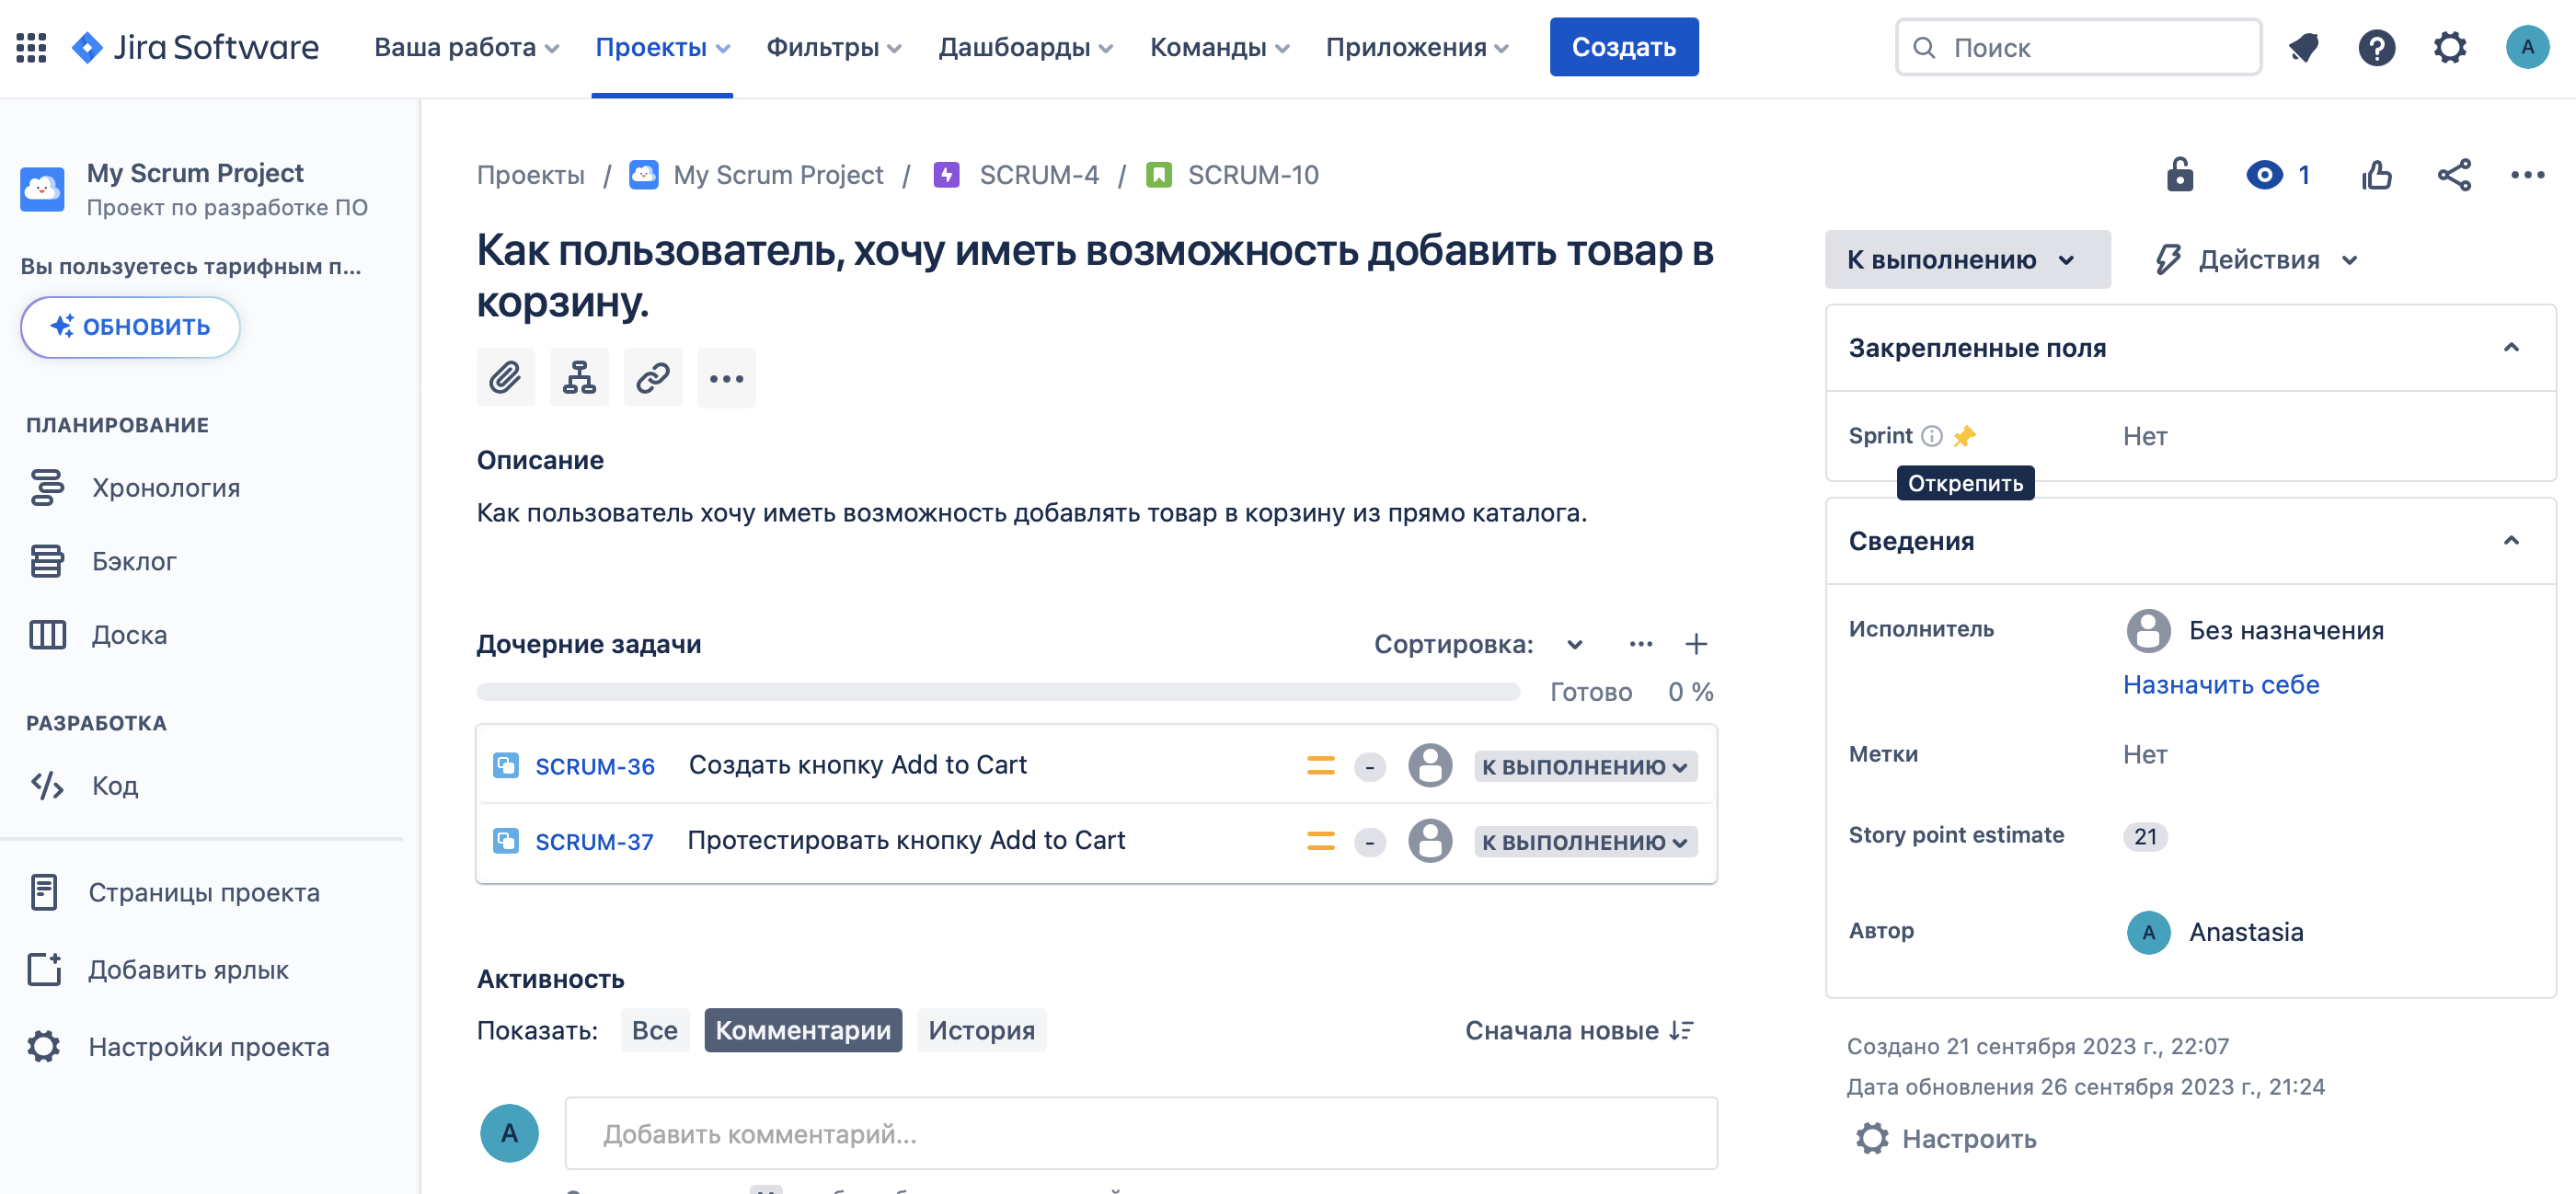 Jira Software
Ваша работа
Проекты
Фильтры
Дашбоарды
Команды
Приложения
Создать
Поиск
A
My Scrum Project
Проект по разработке ПО
Вы пользуетесь тарифным п...
ОБНОВИТЬ
ПЛАНИРОВАНИЕ
Хронология
Бэклог
Доска
РАЗРАБОТКА
Код
Страницы проекта
Добавить ярлык
Настройки проекта
Проекты / My Scrum Project / SCRUM-4 / SCRUM-10
1
Как пользователь, хочу иметь возможность добавить товар в
корзину.
Описание
Как пользователь хочу иметь возможность добавлять товар в корзину из прямо каталога.
Дочерние задачи
Сортировка:
Готово 0 %
SCRUM-36 Создать кнопку Add to Cart - К ВЫПОЛНЕНИЮ
SCRUM-37 Протестировать кнопку Add to Cart - К ВЫПОЛНЕНИЮ
Активность
Показать: Все Комментарии История
Сначала новые
A
Добавить комментарий...
К выполнению
Действия
Закрепленные поля
Sprint Нет
Открепить
Сведения
Исполнитель Без назначения
Назначить себе
Метки Нет
Story point estimate 21
Автор A Anastasia
Создано 21 сентября 2023 г., 22:07
Дата обновления 26 сентября 2023 г., 21:24
Настроить